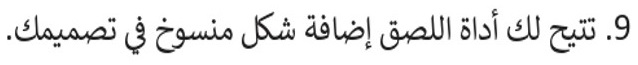 9. تتيح لك أداة اللصق إضافة شكل منسوخ في تصميمك.